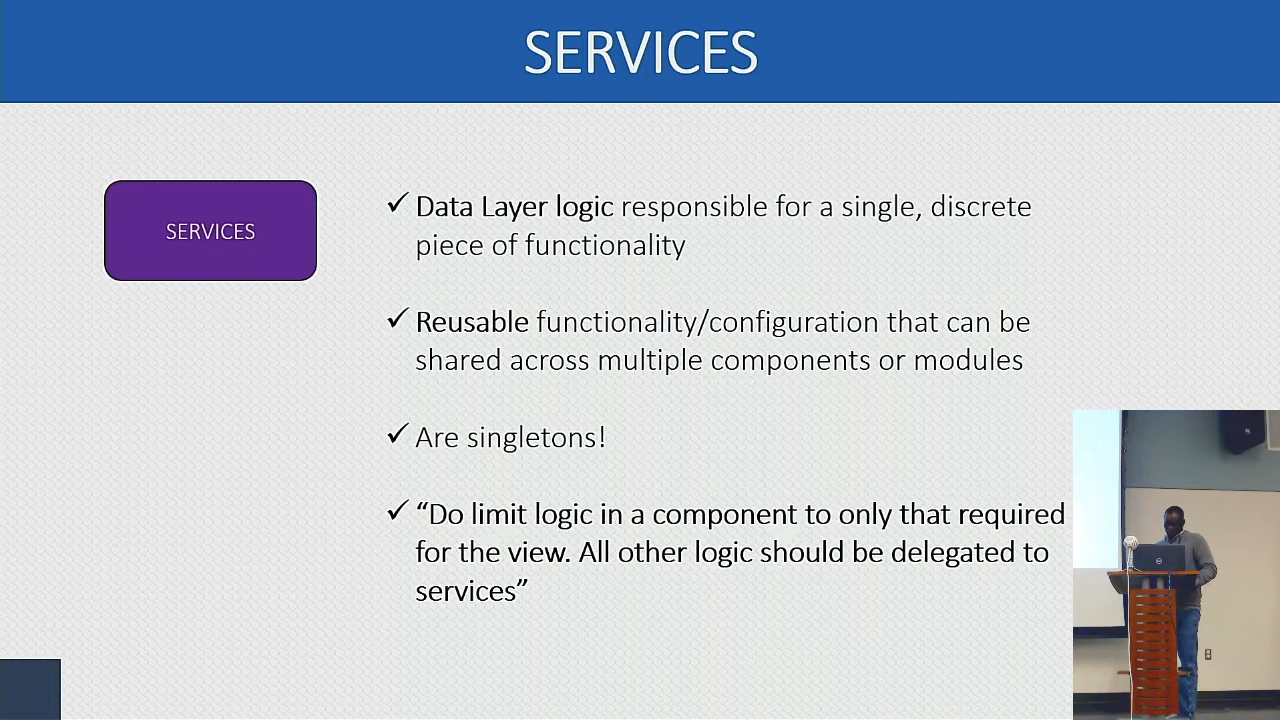 SERVICES
SERVICES
✓ Data Layer logic responsible for a single, discrete
piece of functionality
✓ Reusable functionality/configuration that can be
shared across multiple components or modules
✓ Are singletons!
✓ “Do limit logic in a component to only that required
for the view. All other logic should be delegated to
services”